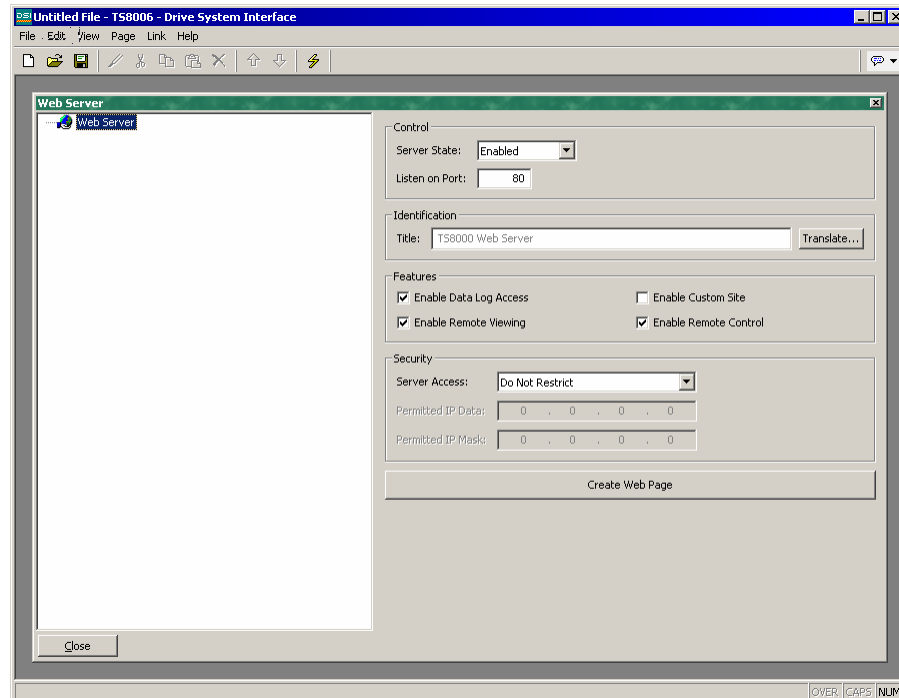 DSI Untitled File - TS8006 - Drive System Interface
File Edit View Page Link Help
Web Server
Web Server
Control
Server State: Enabled
Listen on Port: 80
Identification
Title: TS8000 Web Server Translate...
Features
Enable Data Log Access Enable Custom Site
Enable Remote Viewing Enable Remote Control
Security
Server Access: Do Not Restrict
Permitted IP Data: 0 . 0 . 0 . 0
Permitted IP Mask: 0 . 0 . 0 . 0
Create Web Page
Close
OVER CAPS NUM